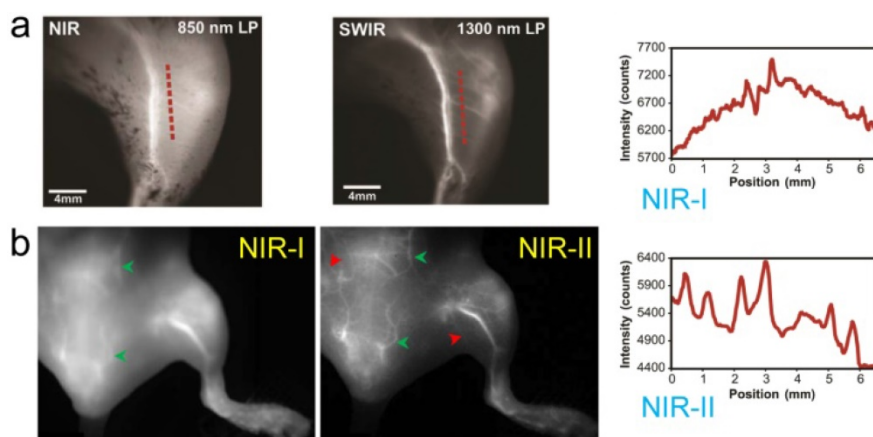 a
NIR 850 nm LP
4mm
SWIR 1300 nm LP
4mm
7700
7200
6700
6200
5700
Intensity (counts)
0 1 2 3 4 5 6
Position (mm)
NIR-I
b
NIR-I
NIR-II
6400
5900
5400
4900
4400
Intensity (counts)
0 1 2 3 4 5 6
Position (mm)
NIR-II